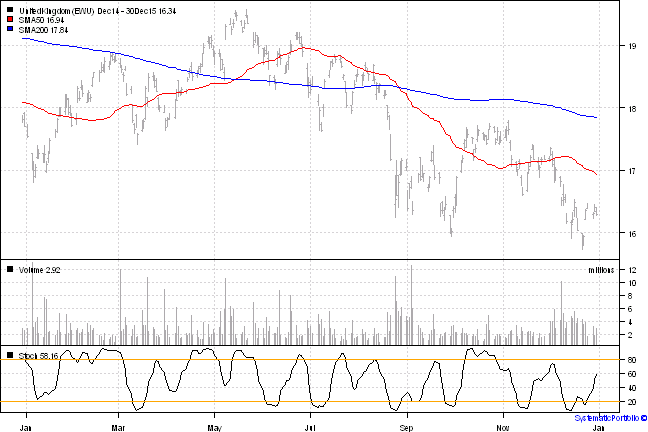 UnitedKingdom (EWU) Dec14 - 30Dec15 16.34
SMA50 16.94
SMA200 17.84
19
18
17
16
Volume 2.92
millions
12
10
8
6
4
2
Stoch 58.16
80
60
40
20
Jan Mar May Jul Sep Nov Jan
SystematicPortfolio ©